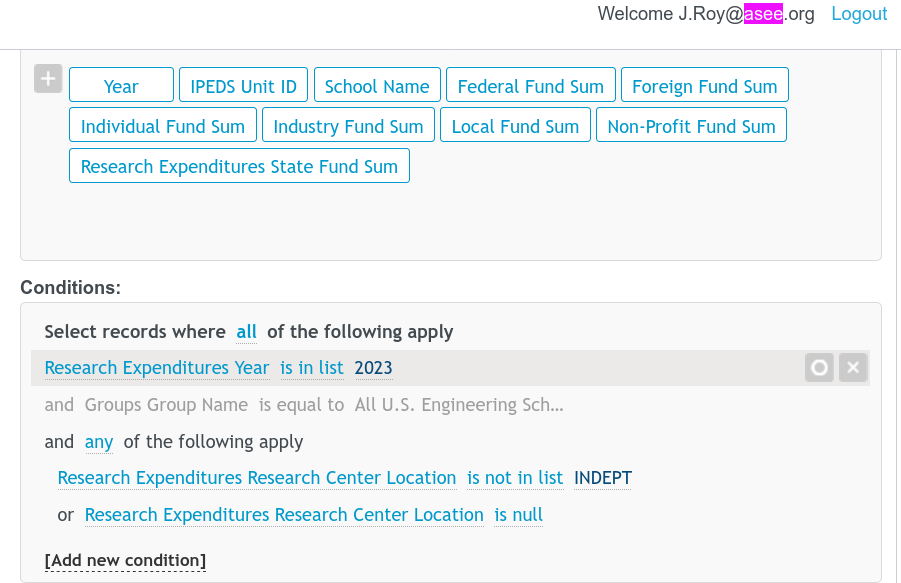 Welcome J.Roy@asee.org Logout
+ Year IPEDS Unit ID School Name Federal Fund Sum Foreign Fund Sum
Individual Fund Sum Industry Fund Sum Local Fund Sum Non-Profit Fund Sum
Research Expenditures State Fund Sum
Conditions:
Select records where all of the following apply
Research Expenditures Year is in list 2023
and Groups Group Name is equal to All U.S. Engineering Sch...
and any of the following apply
Research Expenditures Research Center Location is not in list INDEPT
or Research Expenditures Research Center Location is null
[Add new condition]